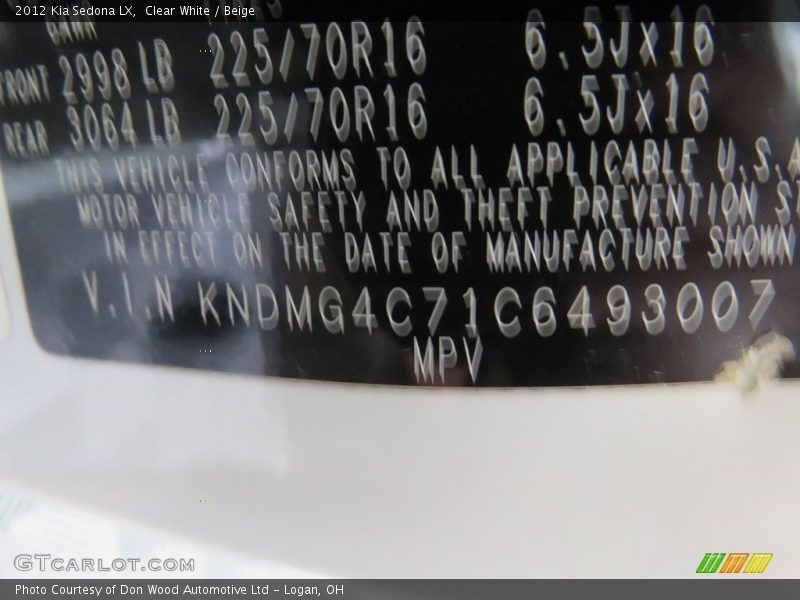 2012 Kia Sedona LX, Clear White / Beige
FRONT 2998 LB 225/70R16 6.5Jx16
REAR 3064 LB 225/70R16 6.5Jx16
THIS VEHICLE CONFORMS TO ALL APPLICABLE U.S.
MOTOR VEHICLE SAFETY AND THEFT PREVENTION
IN EFFECT ON THE DATE OF MANUFACTURE SHOWN
V.I.N KNDMG4C71C6493007
MPV
GTCARLOT.COM
Photo Courtesy of Don Wood Automotive Ltd - Logan, OH